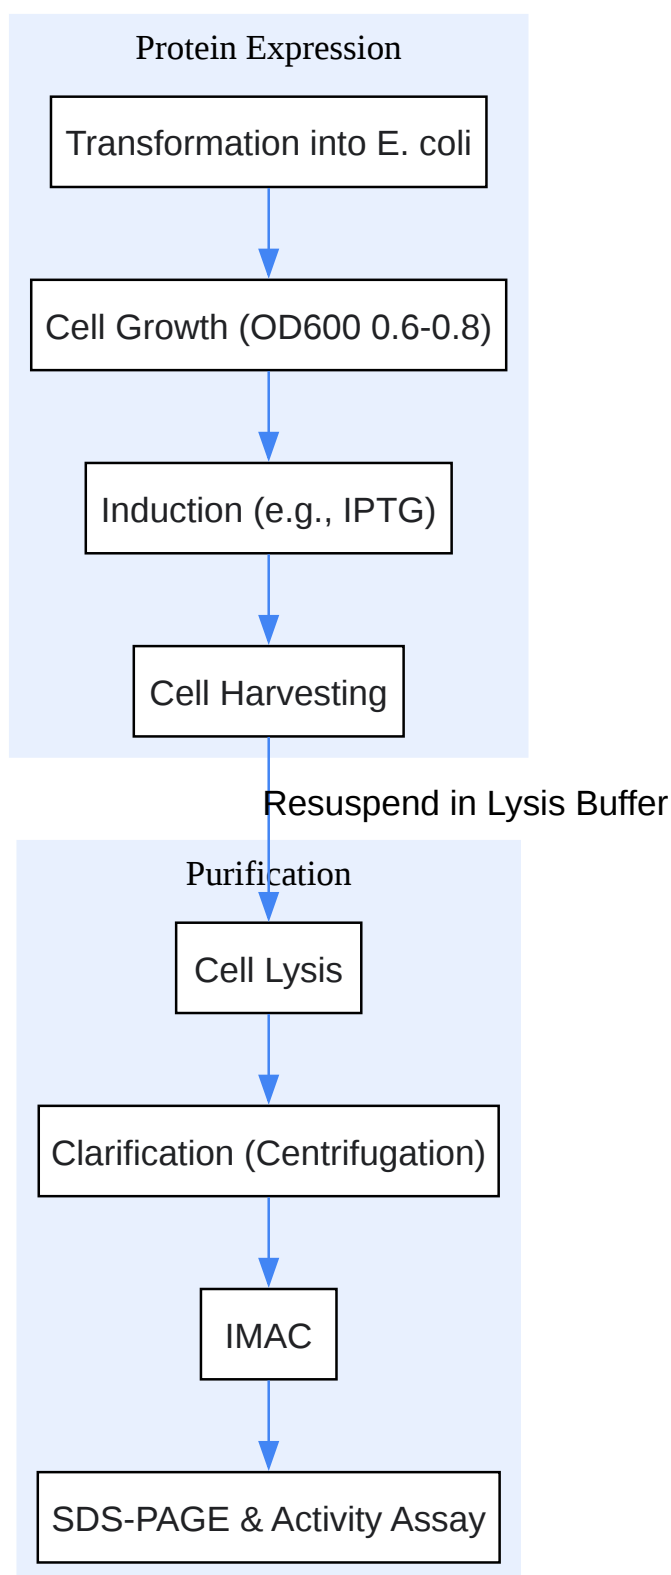 Protein Expression
Transformation into E. coli
Cell Growth (OD600 0.6-0.8)
Induction (e.g., IPTG)
Cell Harvesting
Resuspend in Lysis Buffer
Purification
Cell Lysis
Clarification (Centrifugation)
IMAC
SDS-PAGE & Activity Assay